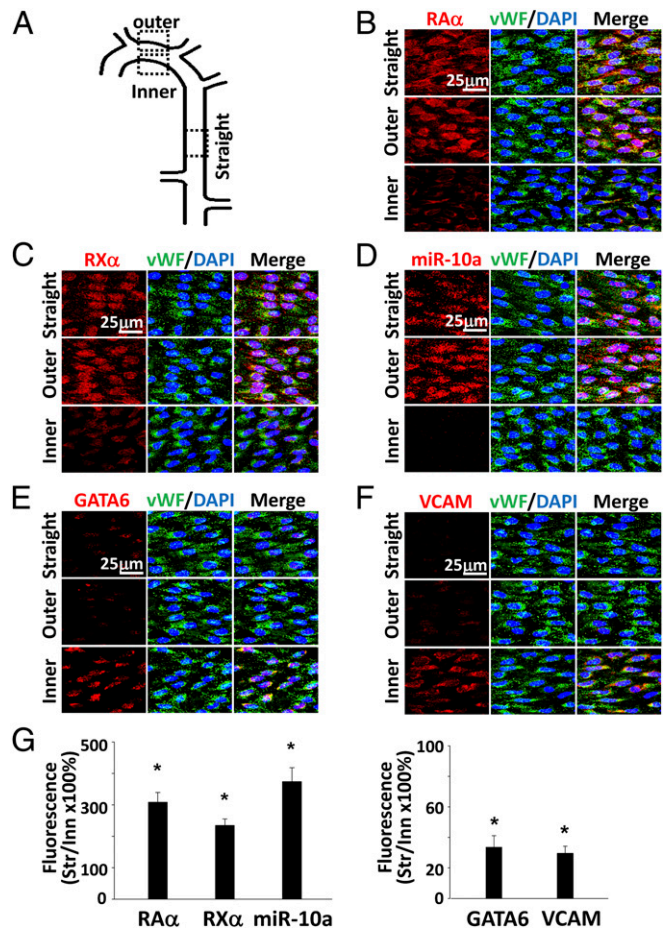 A
outer
Inner
Straight
B
RAα vWF/DAPI Merge
Straight
25μm
Outer
Inner
C
RXα vWF/DAPI Merge
Straight
25μm
Outer
Inner
D
miR-10a vWF/DAPI Merge
Straight
25μm
Outer
Inner
E
GATA6 vWF/DAPI Merge
Straight
25μm
Outer
Inner
F
VCAM vWF/DAPI Merge
Straight
25μm
Outer
Inner
G
Fluorescence
(Str/Inn x100%)
500
300
100
0
* * *
RAα RXα miR-10a
Fluorescence
(Str/Inn x100%)
100
60
20
0
* *
GATA6 VCAM